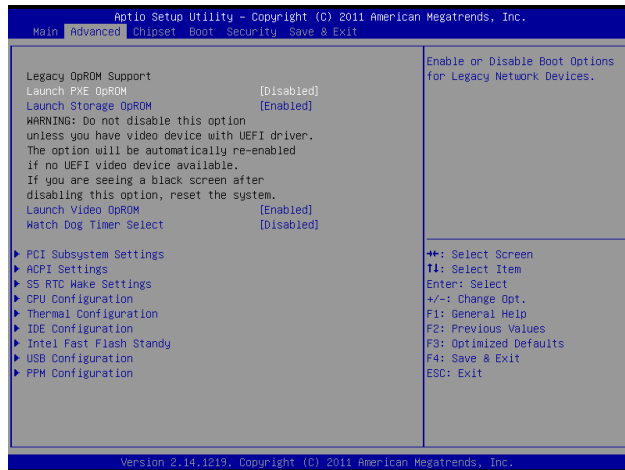 Aptio Setup Utility – Copyright (C) 2011 American Megatrends, Inc.
Main Advanced Chipset Boot Security Save & Exit
Legacy OpROM Support
Launch PXE OpROM [Disabled]
Launch Storage OpROM [Enabled]
WARNING: Do not disable this option
unless you have video device with UEFI driver.
The option will be automatically re-enabled
if no UEFI video device available.
If you are seeing a black screen after
disabling this option, reset the system.
Launch Video OpROM [Enabled]
Watch Dog Timer Select [Disabled]
PCI Subsystem Settings
ACPI Settings
S5 RTC Wake Settings
CPU Configuration
Thermal Configuration
IDE Configuration
Intel Fast Flash Standy
USB Configuration
PPM Configuration
Enable or Disable Boot Options
for Legacy Network Devices.
→←: Select Screen
↑↓: Select Item
Enter: Select
+/-: Change Opt.
F1: General Help
F2: Previous Values
F3: Optimized Defaults
F4: Save & Exit
ESC: Exit
Version 2.14.1219. Copyright (C) 2011 American Megatrends, Inc.